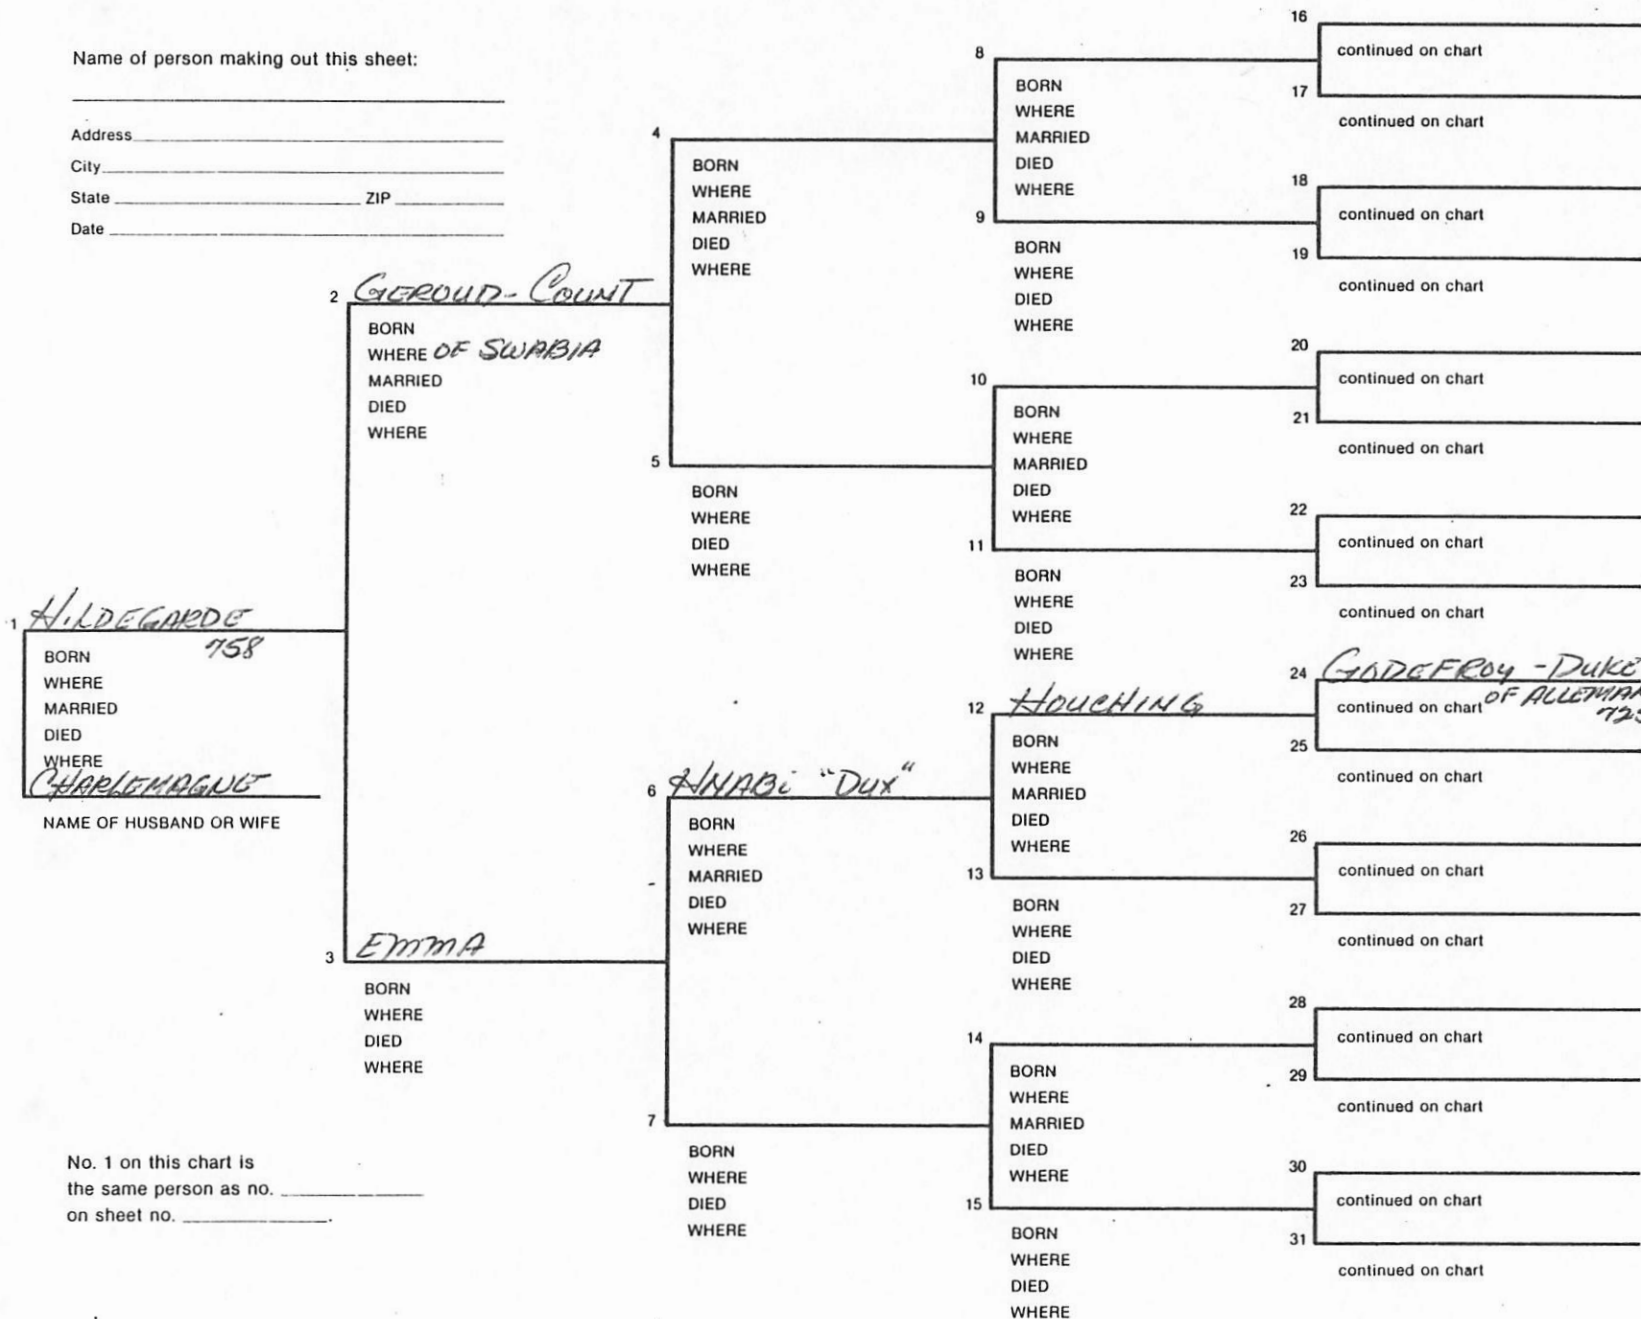 Name of person making out this sheet:
Address
City
State ZIP
Date
1 HILDEGARDE
BORN 758
WHERE
MARRIED
DIED
WHERE
CHARLEMAGNE
NAME OF HUSBAND OR WIFE
No. 1 on this chart is
the same person as no.
on sheet no. .
2 GEROUD - COUNT
BORN
WHERE OF SWABIA
MARRIED
DIED
WHERE
3 EMMA
BORN
WHERE
DIED
WHERE
4
BORN
WHERE
MARRIED
DIED
WHERE
5
BORN
WHERE
DIED
WHERE
6 HNABi "DUX"
BORN
WHERE
MARRIED
DIED
WHERE
7
BORN
WHERE
DIED
WHERE
8
BORN
WHERE
MARRIED
DIED
WHERE
9
BORN
WHERE
DIED
WHERE
10
BORN
WHERE
MARRIED
DIED
WHERE
11
BORN
WHERE
DIED
WHERE
12 HOUCHING
BORN
WHERE
MARRIED
DIED
WHERE
13
BORN
WHERE
DIED
WHERE
14
BORN
WHERE
MARRIED
DIED
WHERE
15
BORN
WHERE
DIED
WHERE
16
continued on chart
17
continued on chart
18
continued on chart
19
continued on chart
20
continued on chart
21
continued on chart
22
continued on chart
23
continued on chart
24 GODEFROY - DUKE
continued on chart OF
25
continued on chart
26
continued on chart
27
continued on chart
28
continued on chart
29
continued on chart
30
continued on chart
31
continued on chart